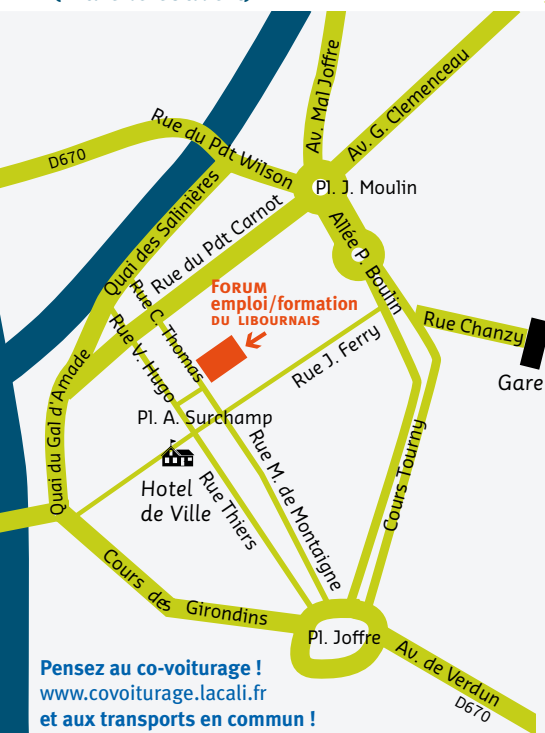 Av. Mal Joffre
Av. G. Clemenceau
Rue du Pdt Wilson
D670
Pl. J. Moulin
Quai des Salinières
Rue du Pdt Carnot
Allée P. Boulin
FORUM
emploi/formation
DU LIBOURNAIS
Rue C. Thomas
Rue V. Hugo
Rue J. Ferry
Rue Chanzy
Gare
Quai du Gal d'Amade
Pl. A. Surchamp
Hotel
de Ville
Rue Thiers
Rue M. de Montaigne
Cours Tourny
Cours des Girondins
Pl. Joffre
Av. de Verdun
D670
Pensez au co-voiturage !
www.covoiturage.lacali.fr
et aux transports en commun !